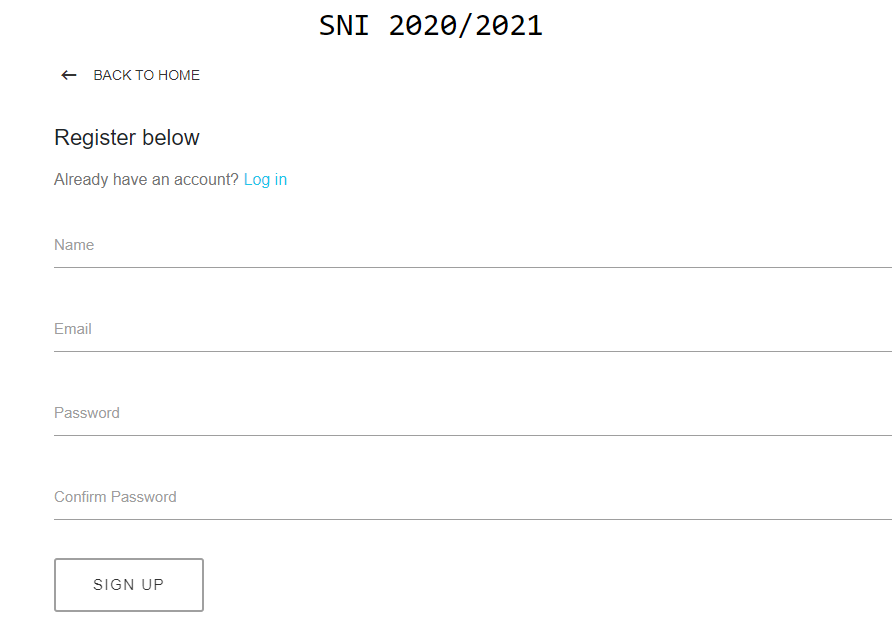 SNI 2020/2021
← BACK TO HOME
Register below
Already have an account? Log in
Name
Email
Password
Confirm Password
SIGN UP